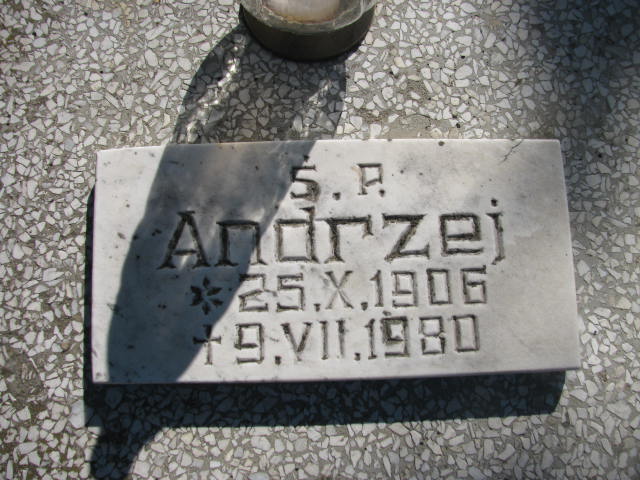 S. P.
Andrzej
* 25.X.1906
† 9.VII.1980